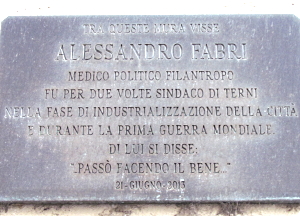 TRA QUESTE MURA VISSE
ALESSANDRO FABRI
MEDICO POLITICO FILANTROPO
FU PER DUE VOLTE SINDACO DI TERNI
NELLA FASE DI INDUSTRIALIZZAZIONE DELLA CITTÀ
E DURANTE LA PRIMA GUERRA MONDIALE.
DI LUI SI DISSE:
"PASSÒ FACENDO IL BENE..."
21-GIUGNO-2013